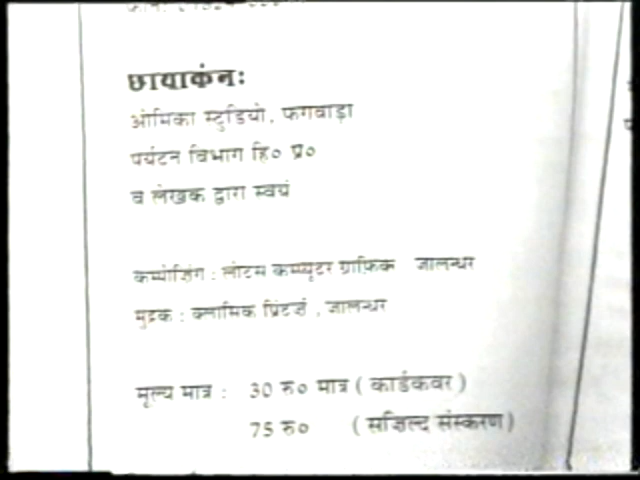 छायाकंन:
ओमिका स्टुडियो, फगवाड़ा
पर्यटन विभाग हि० प्र०
व लेखक द्वारा स्वयं
कम्पोज़िंग : लोटस कम्प्यूटर ग्राफ़िक जालन्धर
मुद्रक : क्लासिक प्रिंटर्ज़ , जालन्धर
मूल्य मात्र : 30 रु० मात्र ( कार्डकवर )
75 रु० ( सजिल्द संस्करण )